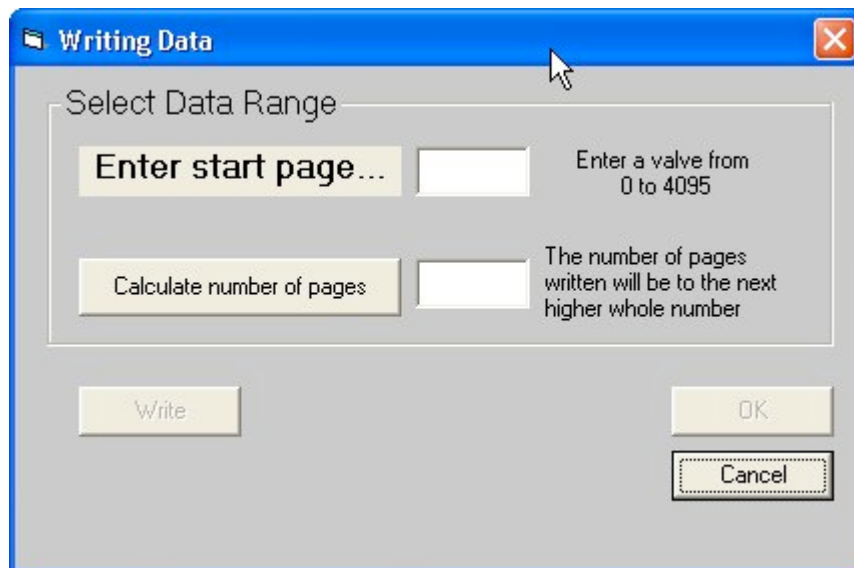 Writing Data
Select Data Range
Enter start page...
Enter a valve from
0 to 4095
Calculate number of pages
The number of pages
written will be to the next
higher whole number
Write
OK
Cancel